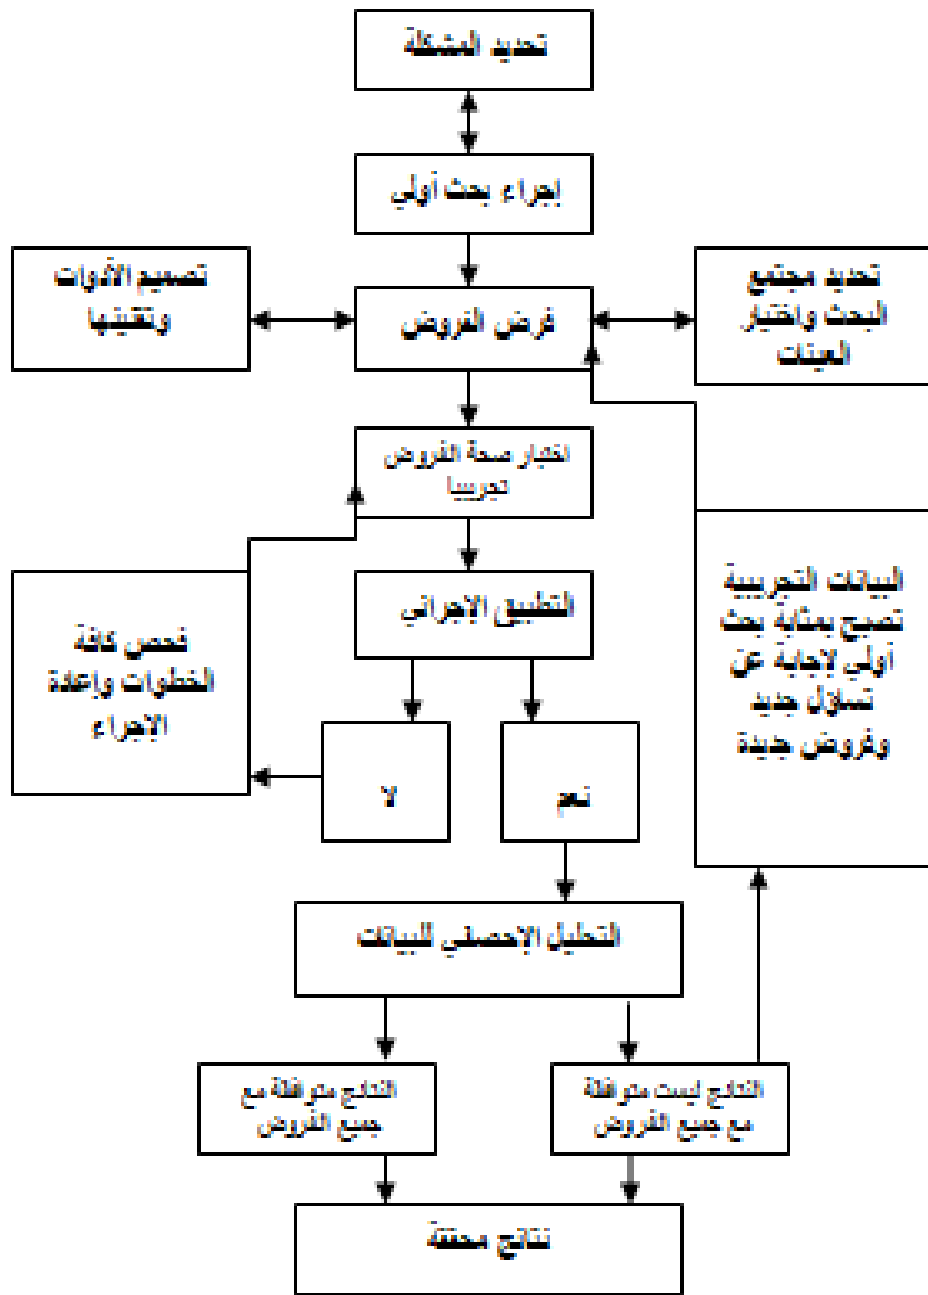 تحديد المشكلة
إجراء بحث أولي
تصميم الأدوات
وتقنينها
فرض الفروض
تحديد مجتمع
البحث واختيار
العينات
اختبار صحة الفروض
تجريبيا
التطبيق الإجرائي
فحص كافة
الخطوات وإعادة
الإجراء
البيانات التجريبية
تصبح بمثابة بحث
أولي لإجابة عن
تساؤل جديد
وفروض جديدة
لا
نعم
التحليل الإحصائي للبيانات
النتائج متوافقة مع
جميع الفروض
النتائج ليست متوافقة
مع جميع الفروض
نتائج محققة